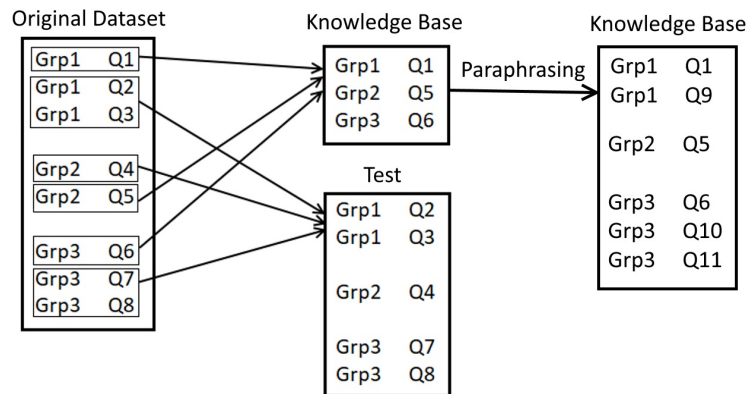 Original Dataset
Grp1 Q1
Grp1 Q2
Grp1 Q3
Grp2 Q4
Grp2 Q5
Grp3 Q6
Grp3 Q7
Grp3 Q8
Knowledge Base
Grp1 Q1
Grp2 Q5
Grp3 Q6
Test
Grp1 Q2
Grp1 Q3
Grp2 Q4
Grp3 Q7
Grp3 Q8
Paraphrasing
Knowledge Base
Grp1 Q1
Grp1 Q9
Grp2 Q5
Grp3 Q6
Grp3 Q10
Grp3 Q11